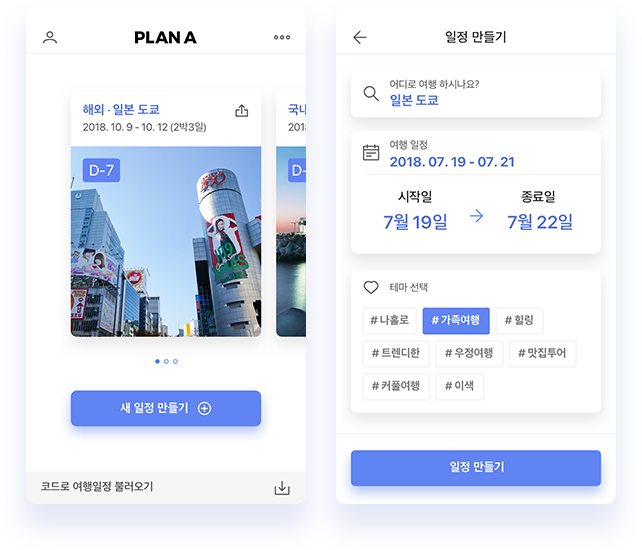 PLAN A
해외 · 일본 도쿄
2018. 10. 9 - 10. 12 (2박3일)
D-7
109
국내
2018
D-
새 일정 만들기
코드로 여행일정 불러오기
일정 만들기
어디로 여행 하시나요?
일본 도쿄
여행 일정
2018. 07. 19 - 07. 21
시작일
종료일
7월 19일
7월 22일
테마 선택
# 나홀로
# 가족여행
# 힐링
# 트렌디한
# 우정여행
# 맛집투어
# 커플여행
# 이색
일정 만들기